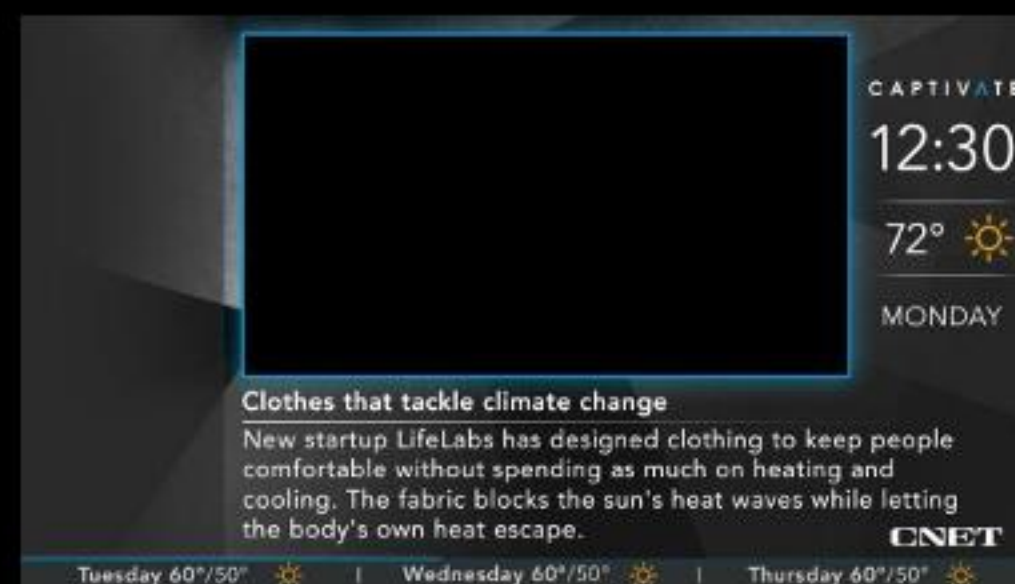 CAPTIVATE
12:30
72°
MONDAY
Clothes that tackle climate change
New startup LifeLabs has designed clothing to keep people
comfortable without spending as much on heating and
cooling. The fabric blocks the sun's heat waves while letting
the body's own heat escape.
CNET
Tuesday 60°/50° | Wednesday 60°/50° | Thursday 60°/50°